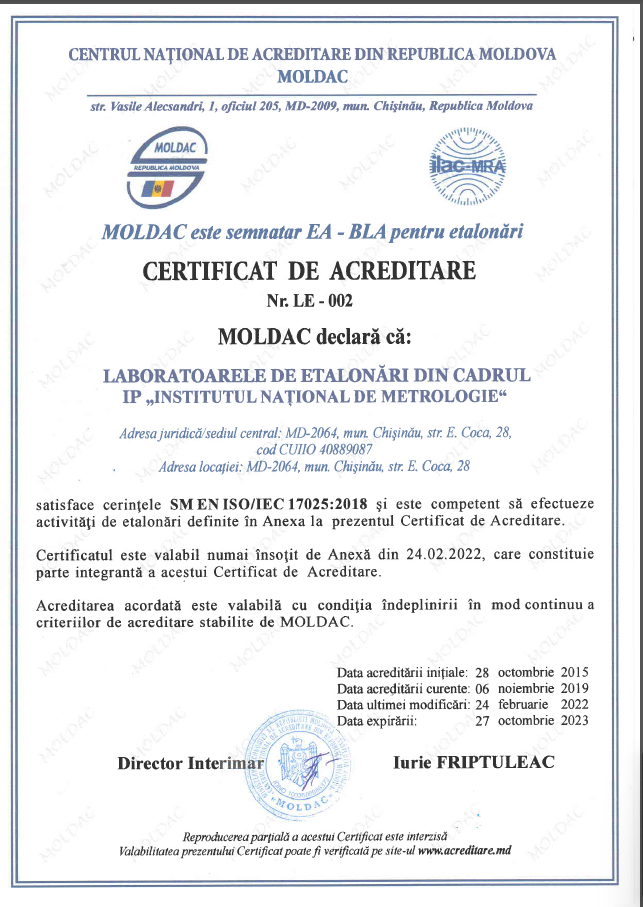 CENTRUL NAȚIONAL DE ACREDITARE DIN REPUBLICA MOLDOVA
MOLDAC
str. Vasile Alecsandri, 1, oficiul 205, MD-2009, mun. Chișinău, Republica Moldova
MOLDAC
REPUBLICA MOLDOVA
ilac-MRA
MOLDAC este semnatar EA - BLA pentru etalonări
CERTIFICAT DE ACREDITARE
Nr. LE - 002
MOLDAC declară că:
LABORATOARELE DE ETALONĂRI DIN CADRUL
IP „INSTITUTUL NAȚIONAL DE METROLOGIE“
Adresa juridică/sediul central: MD-2064, mun. Chișinău, str. E. Coca, 28,
cod CUIIO 40889087
Adresa locației: MD-2064, mun. Chișinău, str. E. Coca, 28
satisface cerințele SM EN ISO/IEC 17025:2018 și este competent să efectueze
activități de etalonări definite în Anexa la prezentul Certificat de Acreditare.
Certificatul este valabil numai însoțit de Anexă din 24.02.2022, care constituie
parte integrantă a acestui Certificat de Acreditare.
Acreditarea acordată este valabilă cu condiția îndeplinirii în mod continuu a
criteriilor de acreditare stabilite de MOLDAC.
Data acreditării inițiale: 28 octombrie 2015
Data acreditării curente: 06 noiembrie 2019
Data ultimei modificări: 24 februarie 2022
Data expirării: 27 octombrie 2023
Director Interimar
Iurie FRIPTULEAC
"MOLDAC"
Reproducerea parțială a acestui Certificat este interzisă
Valabilitatea prezentului Certificat poate fi verificată pe site-ul www.acreditare.md